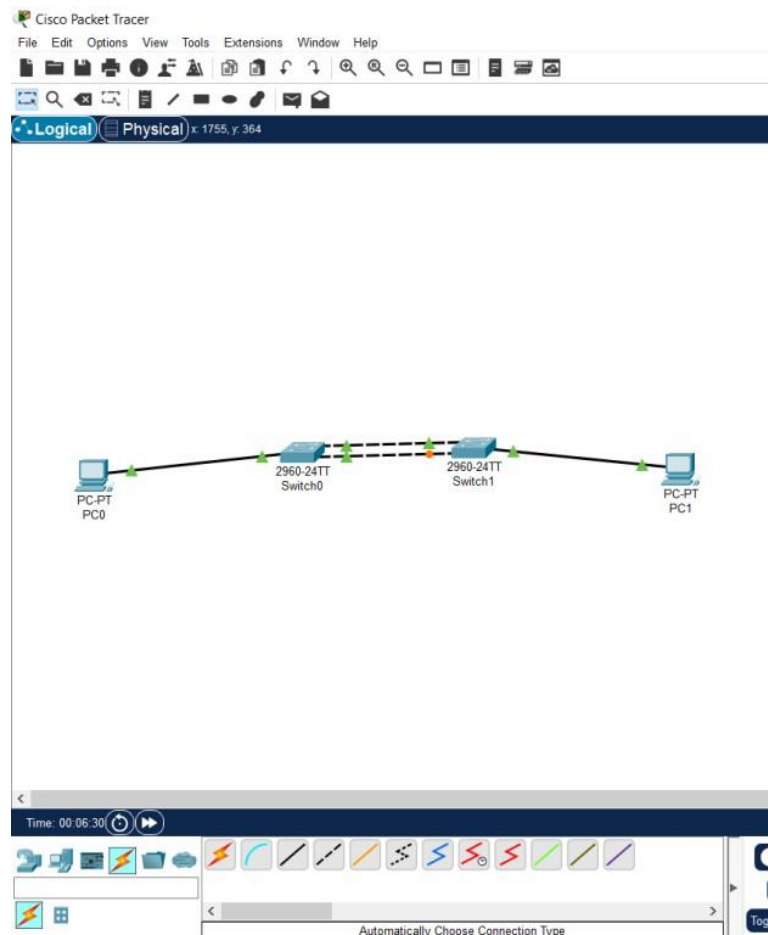 Cisco Packet Tracer
File Edit Options View Tools Extensions Window Help
Logical Physical x: 1755, y: 364
2960-24TT
Switch0
2960-24TT
Switch1
PC-PT
PC0
PC-PT
PC1
Time: 00:06:30
Automatically Choose Connection Type
Tog